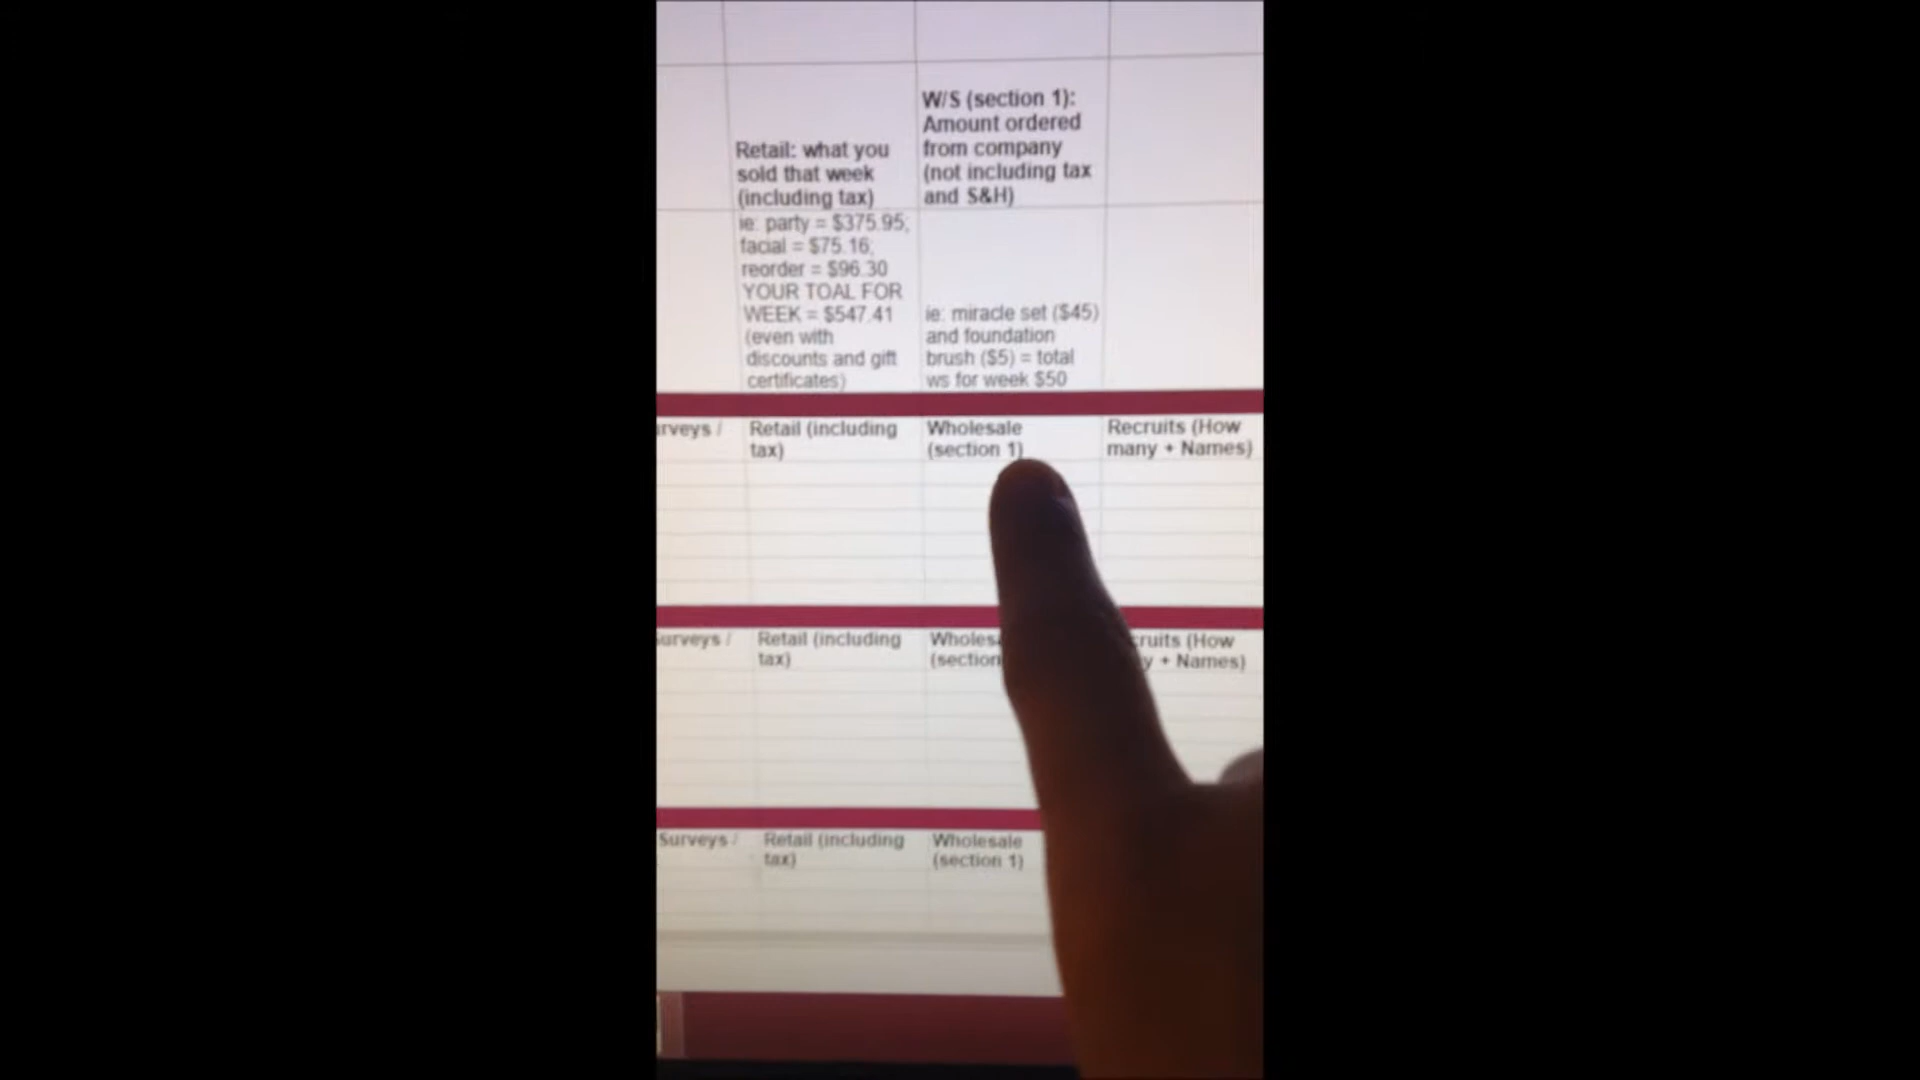 Retail: what you
sold that week
(including tax)
W/S (section 1):
Amount ordered
from company
(not including tax
and S&H)
ie: party = $375.95;
facial = $75.16;
reorder = $96.30
YOUR TOAL FOR
WEEK = $547.41
(even with
discounts and gift
certificates)
ie: miracle set ($45)
and foundation
brush ($5) = total
ws for week $50
rveys /
Retail (including
tax)
Wholesale
(section 1)
Recruits (How
many + Names)
urveys /
Retail (including
tax)
Wholes
(section
cruits (How
y + Names)
Surveys /
Retail (including
tax)
Wholesale
(section 1)